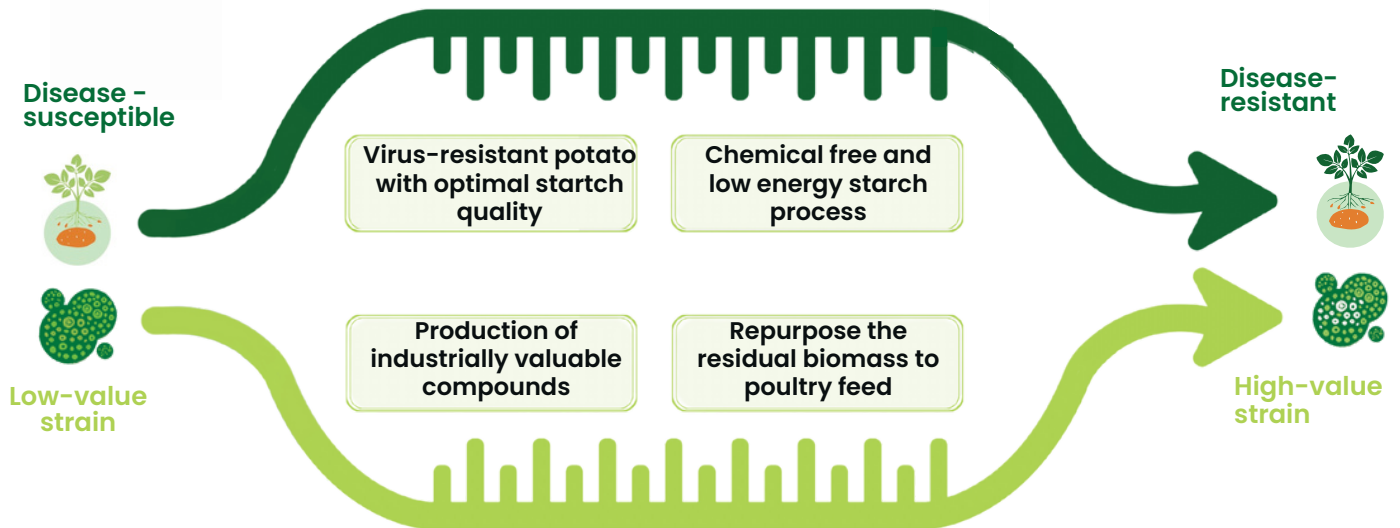 Disease -
susceptible
Disease-
resistant
Virus-resistant potato
with optimal startch
quality
Chemical free and
low energy starch
process
Production of
industrially valuable
compounds
Repurpose the
residual biomass to
poultry feed
Low-value
strain
High-value
strain